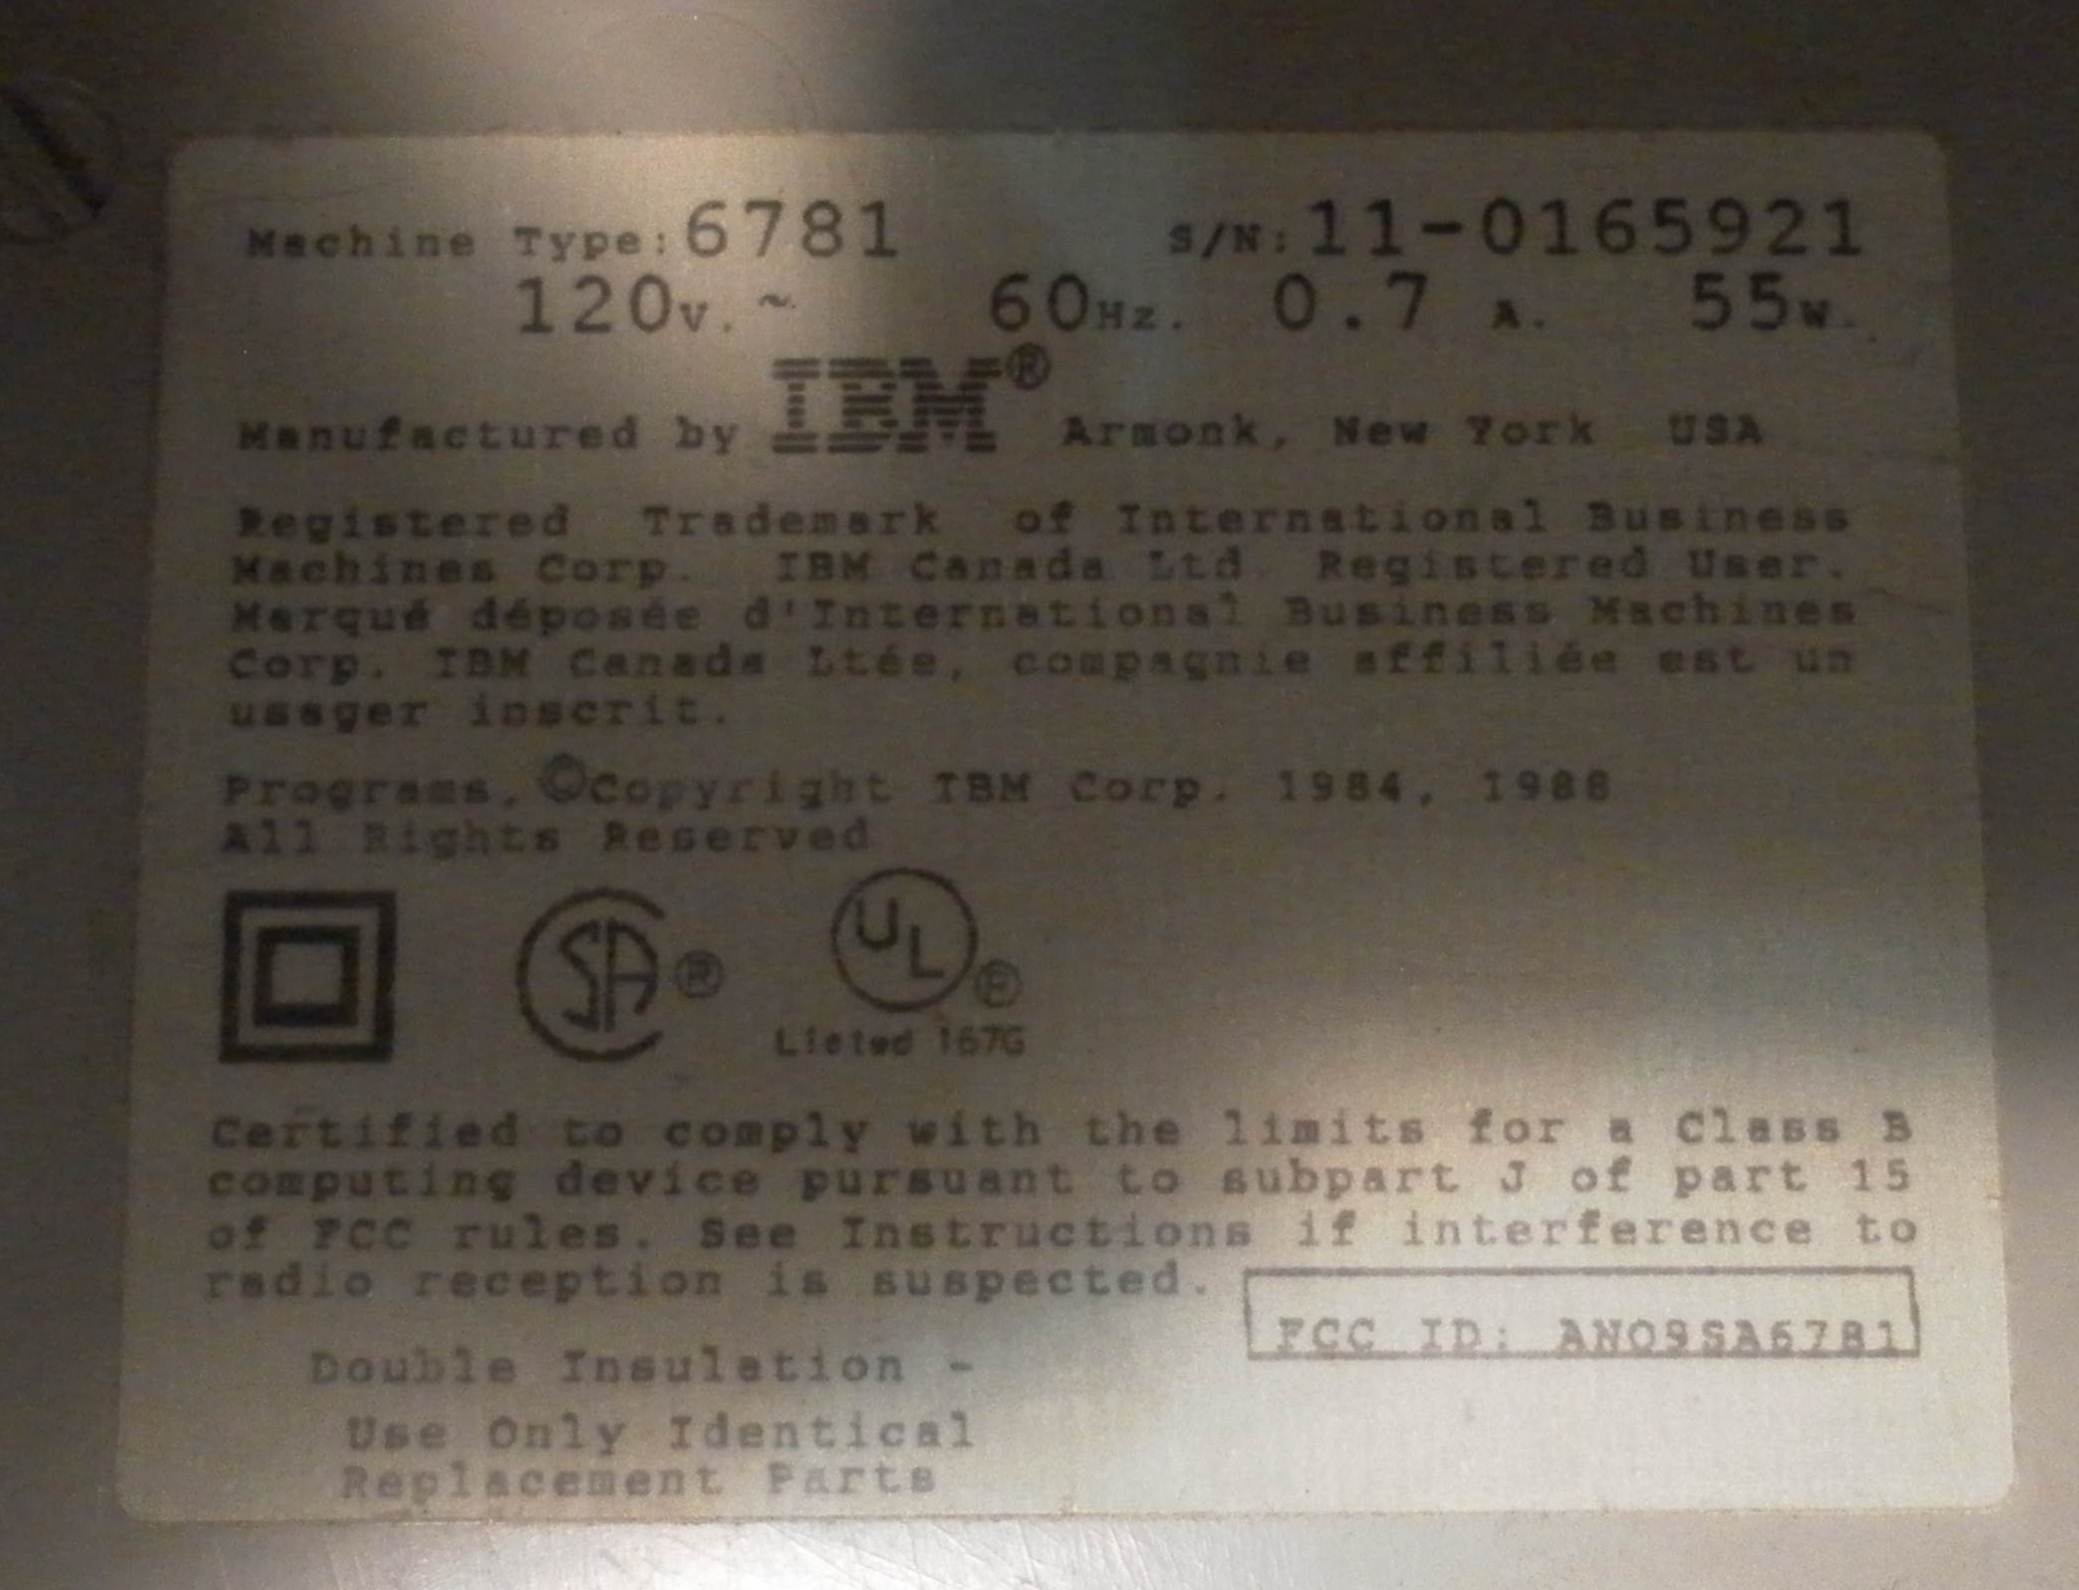 Machine Type: 6781 S/N: 11-0165921
120v. ~ 60Hz. 0.7 A. 55w.
Manufactured by IBM® Armonk, New York USA
Registered Trademark of International Business
Machines Corp. IBM Canada Ltd Registered User.
Marqué déposée d'International Business Machines
Corp. IBM Canada Ltée, compagnie affiliée est un
usager inscrit.
Programs, ©Copyright IBM Corp. 1984, 1988
All Rights Reserved
SA® UL®
Listed 167G
Certified to comply with the limits for a Class B
computing device pursuant to subpart J of part 15
of FCC rules. See Instructions if interference to
radio reception is suspected.
FCC ID: ANO9SA6781
Double Insulation -
Use Only Identical
Replacement Parts